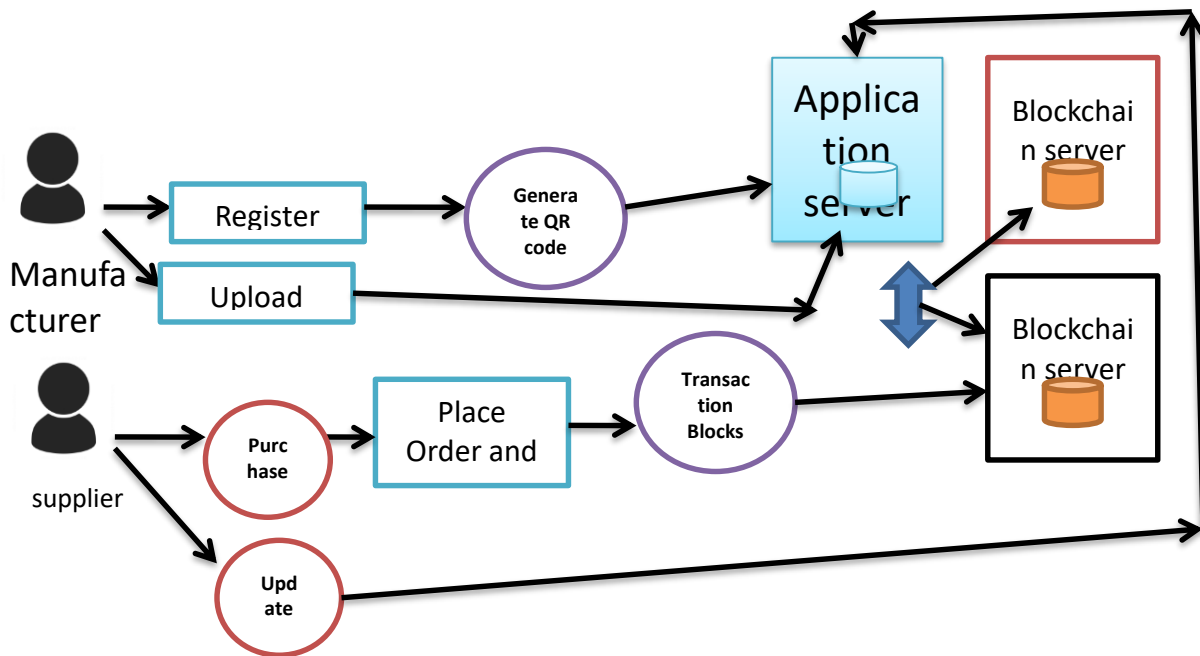 Applica
tion
server
Blockchai
n server
Genera
te QR
code
Register
Manufa
cturer
Upload
Blockchai
n server
Transac
tion
Blocks
Place
Order and
Purc
hase
supplier
Upd
ate